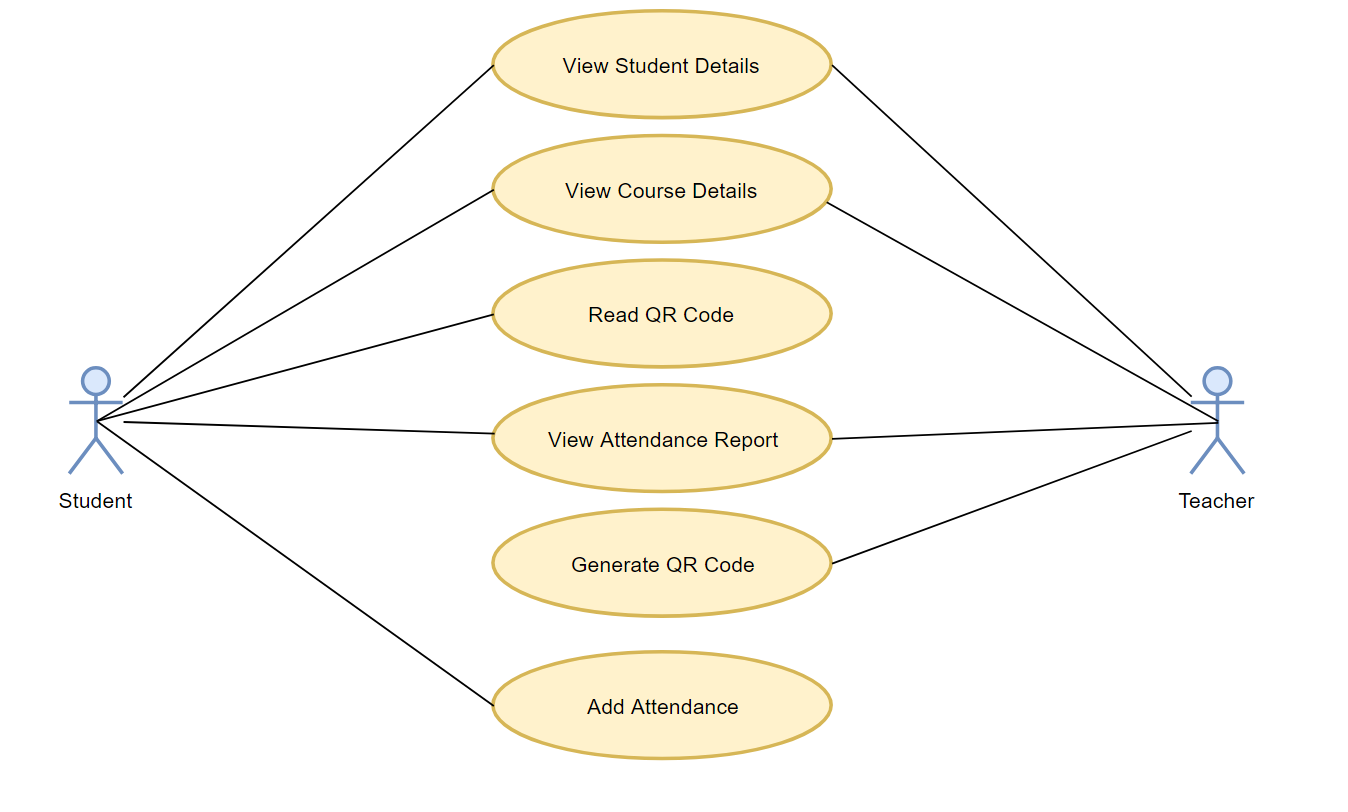 View Student Details
View Course Details
Read QR Code
View Attendance Report
Student
Teacher
Generate QR Code
Add Attendance